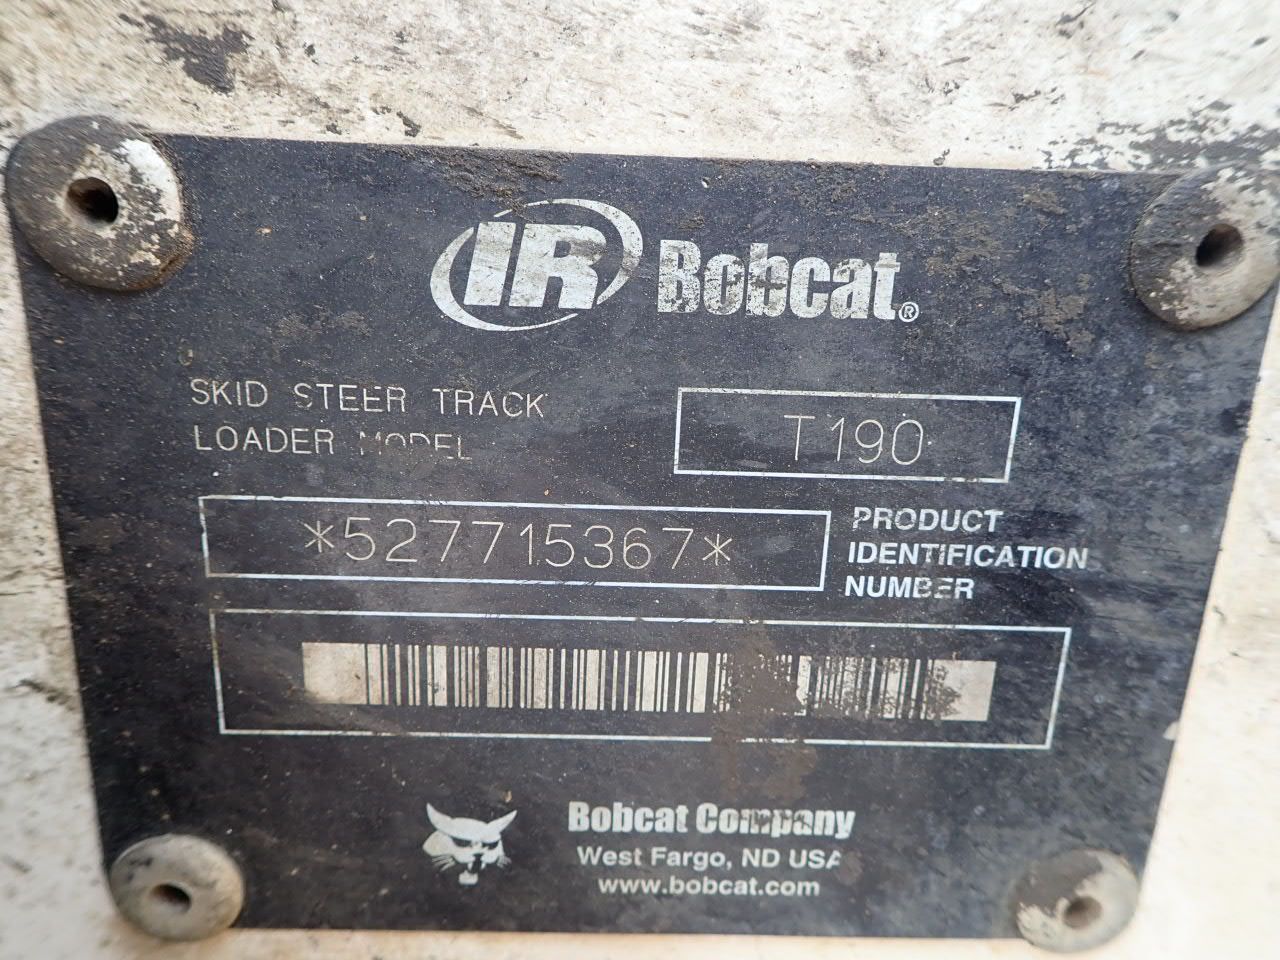 IR Bobcat®
SKID STEER TRACK
LOADER MODEL
T190
*527715367*
PRODUCT
IDENTIFICATION
NUMBER
Bobcat Company
West Fargo, ND USA
www.bobcat.com